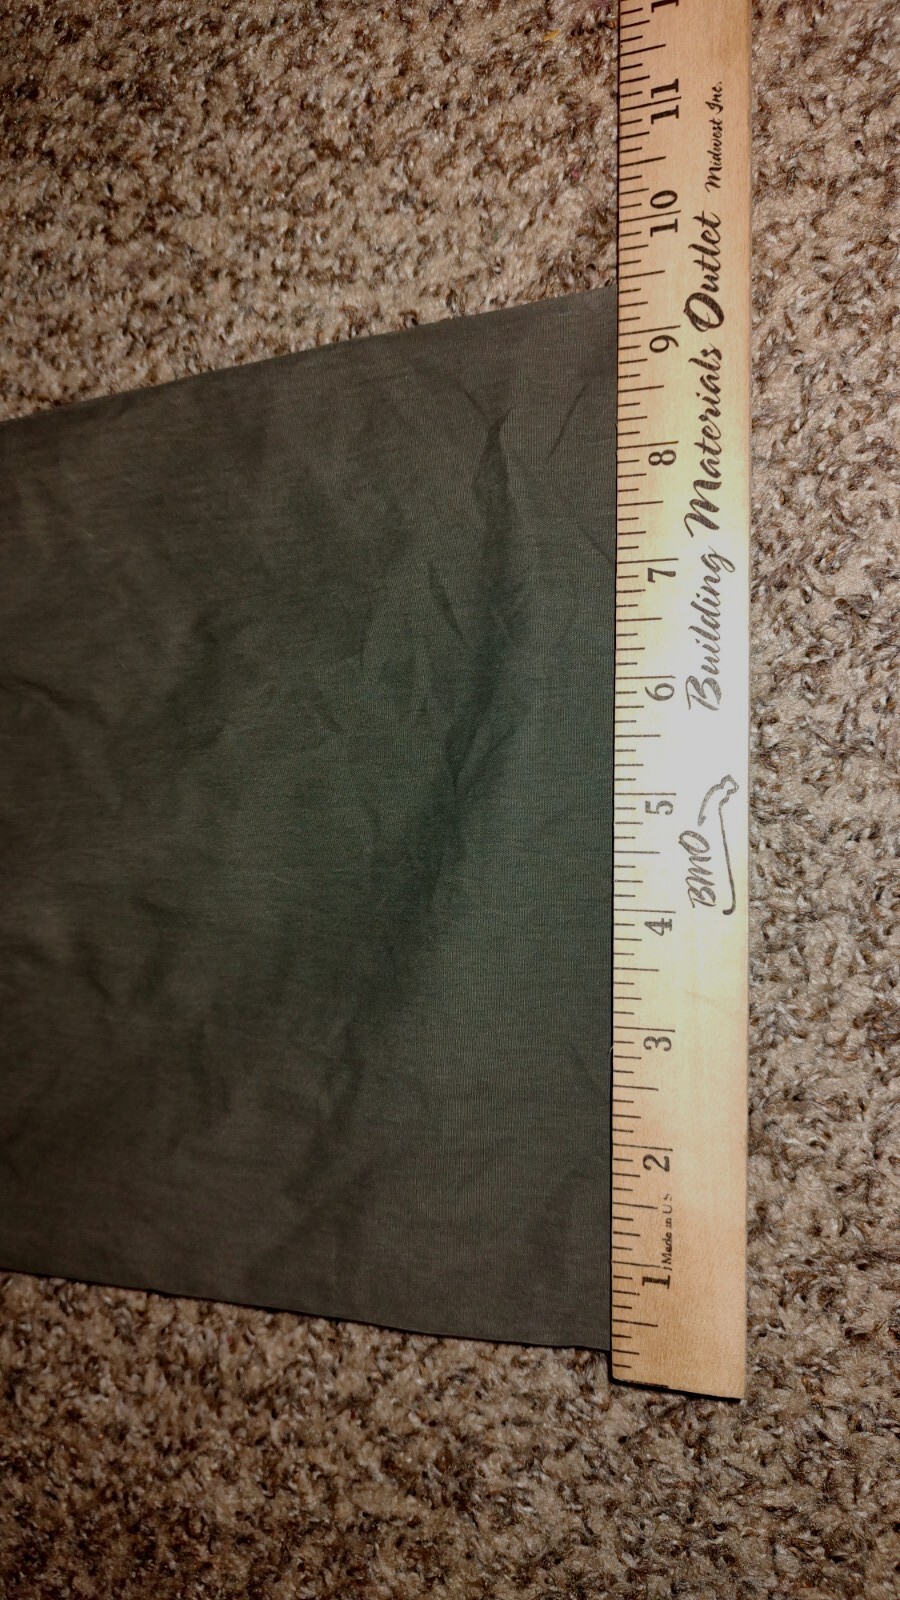 1 2 3 4 5 6 7 8 9 10 11
Made in U S
BMO Building Materials Outlet Midwest Inc.